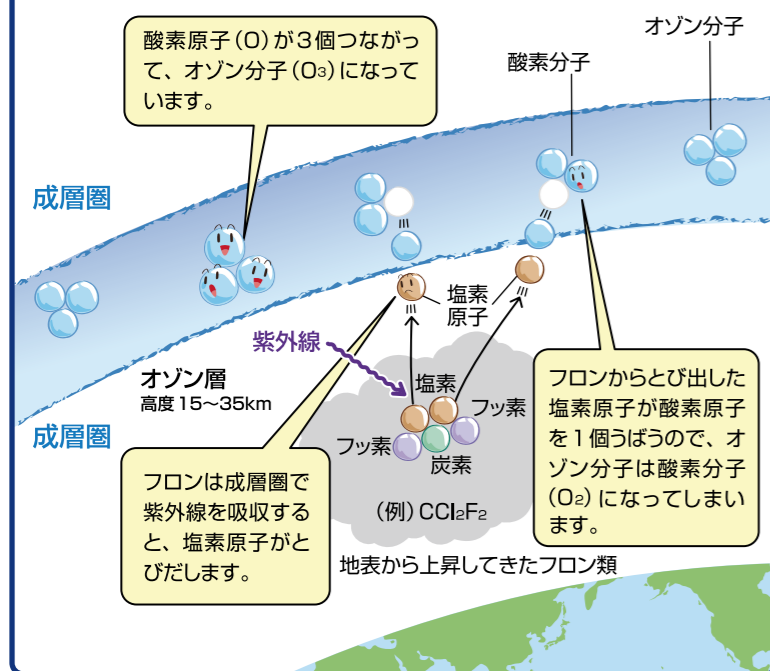 酸素原子(O)が3個つながっ
て、オゾン分子(O₃)になって
います。
酸素分子
オゾン分子
成層圏
塩素
原子
紫外線
オゾン層
高度15〜35km
成層圏
塩素
フッ素
フッ素
炭素
(例)CCl₂F₂
地表から上昇してきたフロン類
フロンは成層圏で
紫外線を吸収する
と、塩素原子がと
びだします。
フロンからとび出した
塩素原子が酸素原子
を1個うばうので、オ
ゾン分子は酸素分子
(O₂)になってしまい
ます。